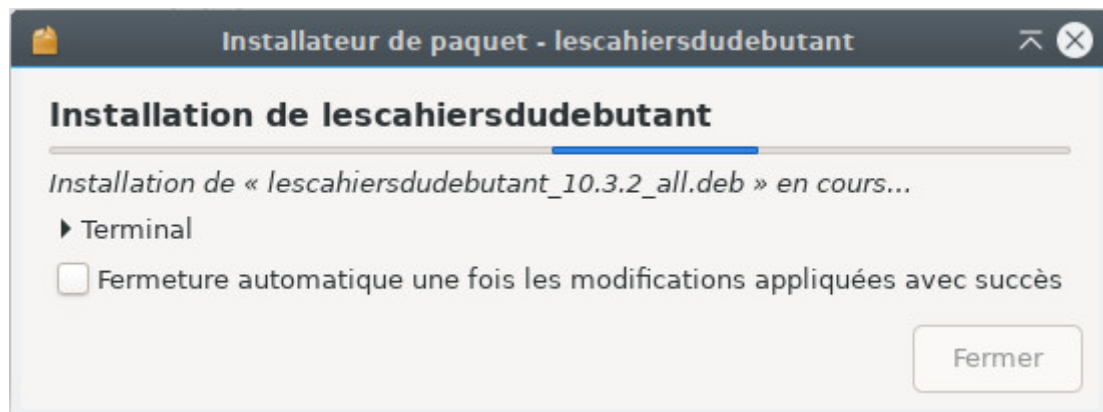 Installateur de paquet - lescahiersdudebutant
Installation de lescahiersdudebutant
Installation de « lescahiersdudebutant_10.3.2_all.deb » en cours...
Terminal
Fermeture automatique une fois les modifications appliquées avec succès
Fermer